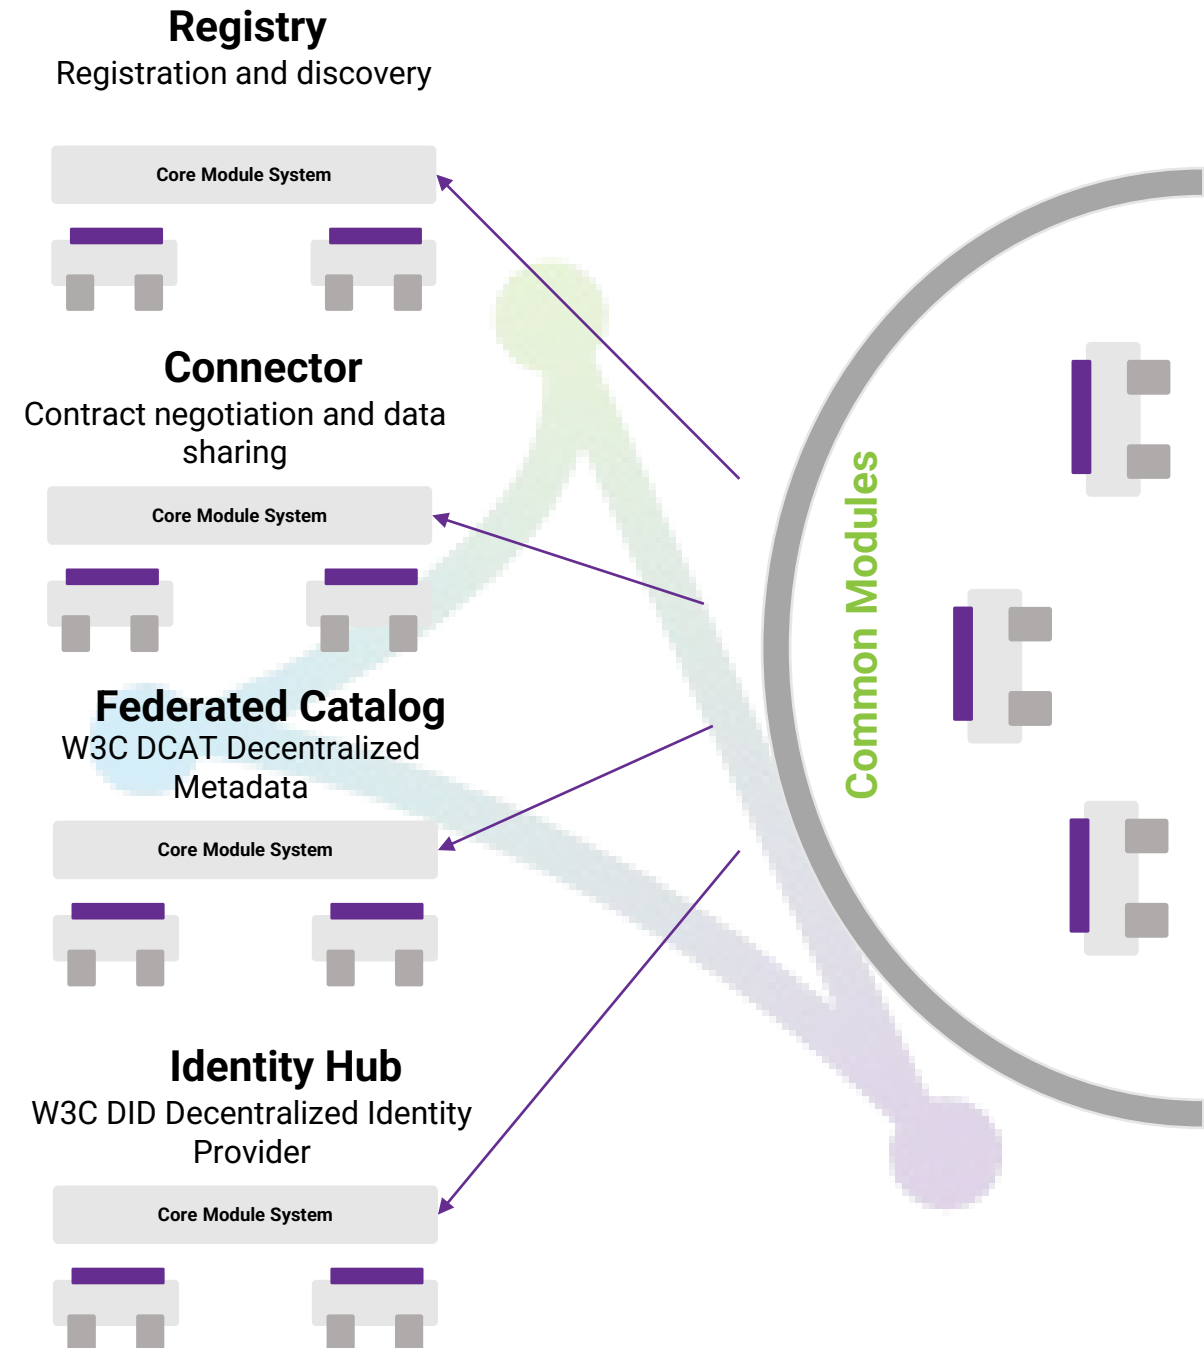 Registry
Registration and discovery
Core Module System
Connector
Contract negotiation and data
sharing
Core Module System
Federated Catalog
W3C DCAT Decentralized
Metadata
Core Module System
Identity Hub
W3C DID Decentralized Identity
Provider
Core Module System
Common Modules